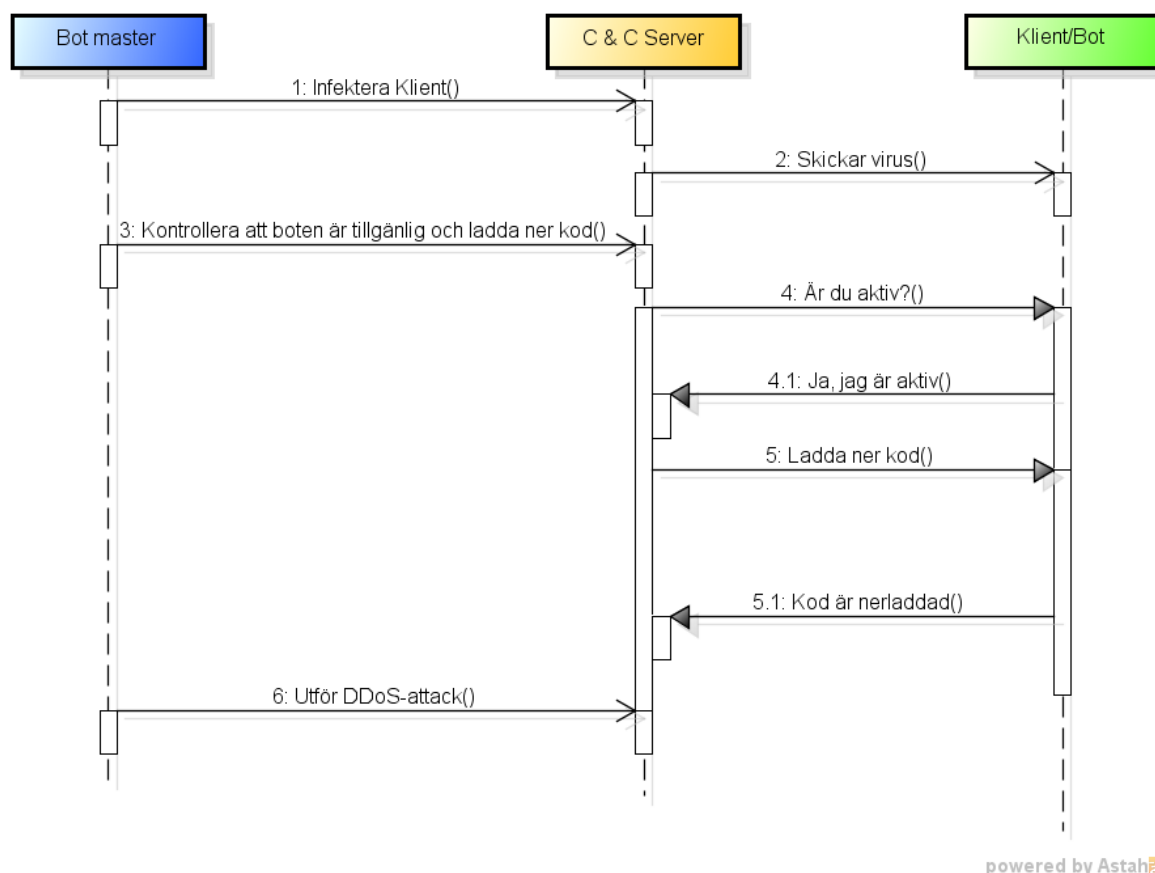 Bot master
C & C Server
Klient/Bot
1: Infektera Klient()
2: Skickar virus()
3: Kontrollera att boten är tillgänlig och ladda ner kod()
4: Är du aktiv?()
4.1: Ja, jag är aktiv()
5: Ladda ner kod()
5.1: Kod är nerladdad()
6: Utför DDoS-attack()
powered by Astah